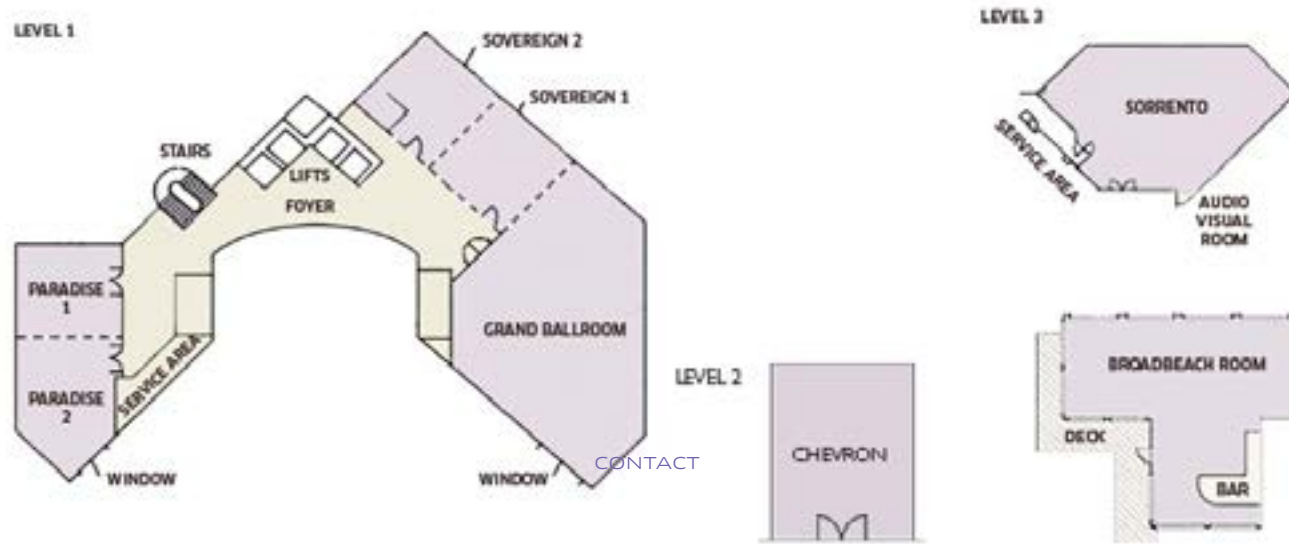 LEVEL 1
SOVEREIGN 2
SOVEREIGN 1
STAIRS
LIFTS
FOYER
PARADISE
1
GRAND BALLROOM
SERVICE AREA
PARADISE
2
WINDOW
WINDOW
CONTACT
LEVEL 2
CHEVRON
LEVEL 3
SORRENTO
SERVICE AREA
AUDIO
VISUAL
ROOM
BROADBEACH ROOM
DECK
BAR